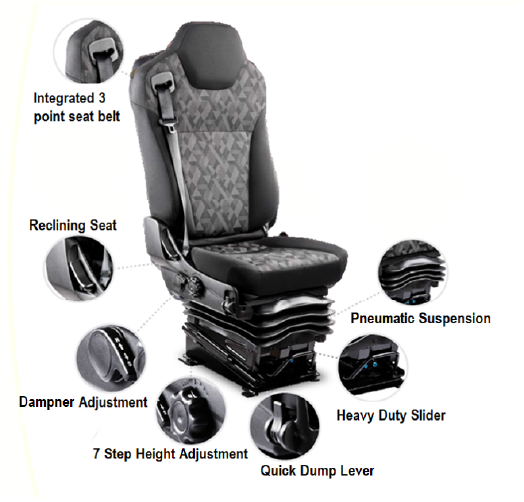 Integrated 3
point seat belt
Reclining Seat
Pneumatic Suspension
Dampner Adjustment
Heavy Duty Slider
7 Step Height Adjustment
Quick Dump Lever